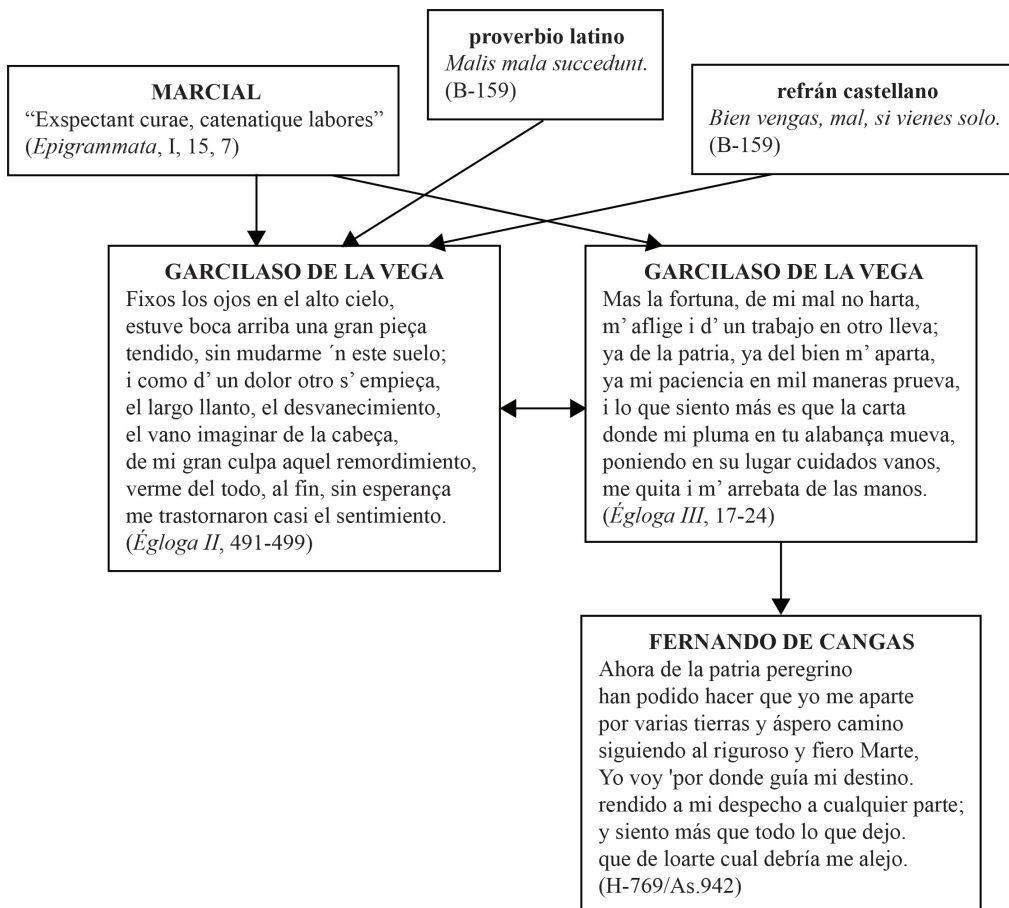 proverbio latino
Malis mala succedunt.
(B-159)
MARCIAL
“Exspectant curae, catenatique labores”
(Epigrammata, I, 15, 7)
refrán castellano
Bien vengas, mal, si vienes solo.
(B-159)
GARCILASO DE LA VEGA
Fixos los ojos en el alto cielo,
estuve boca arriba una gran pieça
tendido, sin mudarme ´n este suelo;
i como d’ un dolor otro s’ empieça,
el largo llanto, el desvanecimiento,
el vano imaginar de la cabeça,
de mi gran culpa aquel remordimiento,
verme del todo, al fin, sin esperança
me trastornaron casi el sentimiento.
(Égloga II, 491-499)
GARCILASO DE LA VEGA
Mas la fortuna, de mi mal no harta,
m’ aflige i d’ un trabajo en otro lleva;
ya de la patria, ya del bien m’ aparta,
ya mi paciencia en mil maneras prueva,
i lo que siento más es que la carta
donde mi pluma en tu alabança mueva,
poniendo en su lugar cuidados vanos,
me quita i m’ arrebata de las manos.
(Égloga III, 17-24)
FERNANDO DE CANGAS
Ahora de la patria peregrino
han podido hacer que yo me aparte
por varias tierras y áspero camino
siguiendo al riguroso y fiero Marte,
Yo voy 'por donde guía mi destino.
rendido a mi despecho a cualquier parte;
y siento más que todo lo que dejo.
que de loarte cual debría me alejo.
(H-769/As.942)